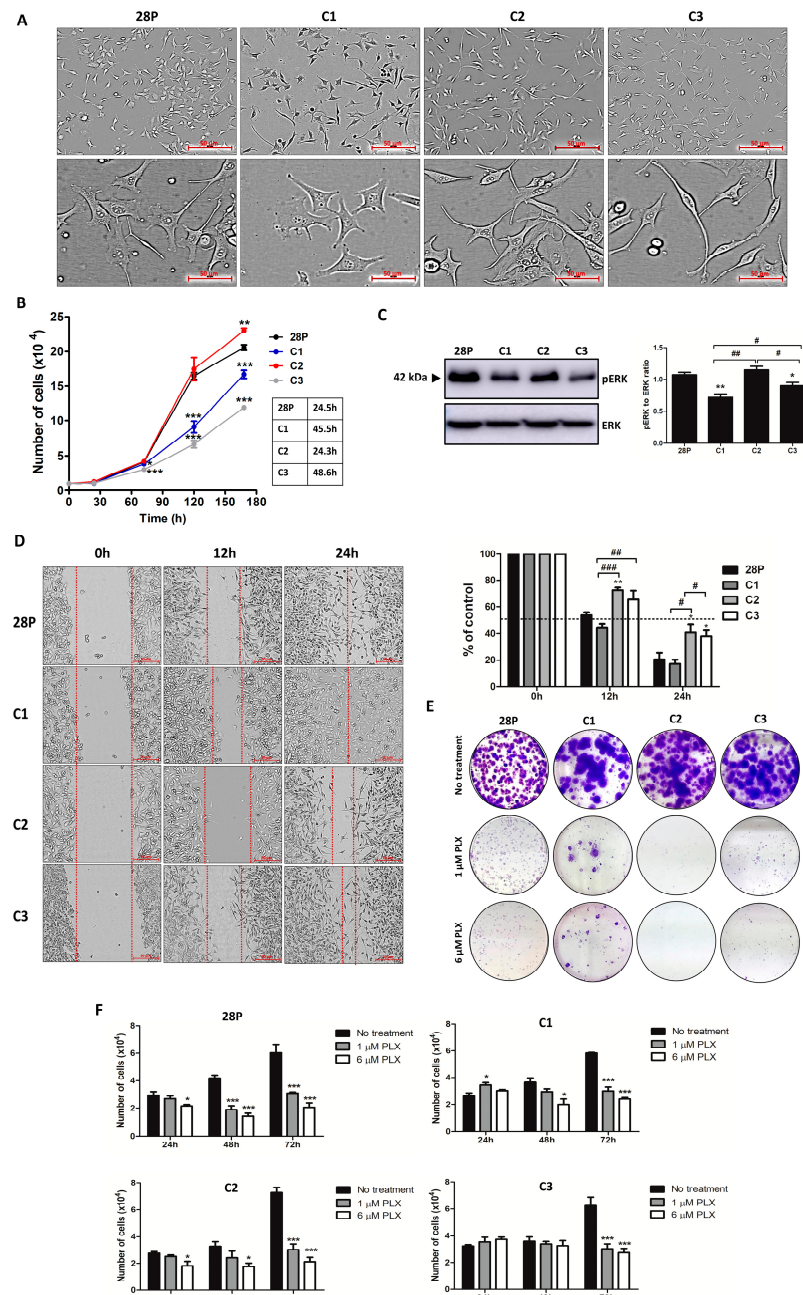 A
28P C1 C2 C3
50 µm 50 µm 50 µm 50 µm
50 µm 50 µm 50 µm 50 µm
B
Number of cells (x10 4)
25
20
15
10
5
0
0 30 60 90 120 150 180
Time (h)
**
***
***
***
***
*
***
28P
C1
C2
C3
28P 24.5h
C1 45.5h
C2 24.3h
C3 48.6h
C
28P C1 C2 C3
42 kDa
pERK
ERK
pERK to ERK ratio
1.5
1.0
0.5
0.0
#
## #
** *
28P C1 C2 C3
D
0h 12h 24h
28P
C1
C2
C3
% of control
100
80
60
40
20
0
##
###
**
#
#
*
*
0h 12h 24h
28P
C1
C2
C3
E
28P C1 C2 C3
No treatment
1 µM PLX
6 µM PLX
F
28P
Number of cells (x10⁴)
8
6
4
2
0
* *** *** *** ***
24h 48h 72h
No treatment
1 µM PLX
6 µM PLX
C1
Number of cells (x10⁴)
8
6
4
2
0
* * *** ***
24h 48h 72h
No treatment
1 µM PLX
6 µM PLX
C2
Number of cells (x10⁴)
8
6
4
2
0
* * *** ***
No treatment
1 µM PLX
6 µM PLX
C3
Number of cells (x10⁴)
8
6
4
2
0
*** ***
No treatment
1 µM PLX
6 µM PLX